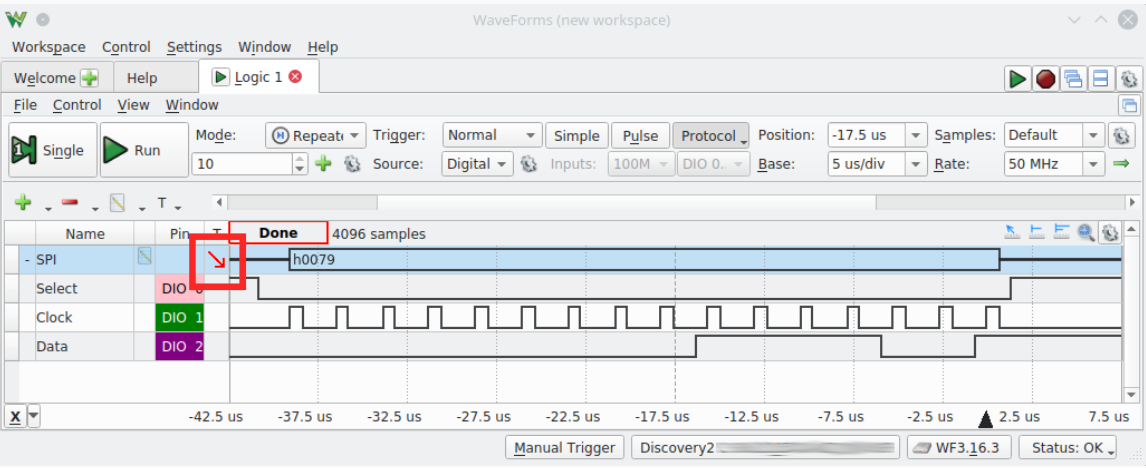 WaveForms (new workspace)
Workspace Control Settings Window Help
Welcome Help Logic 1
File Control View Window
Single Run Mode: Repeate Trigger: Normal Simple Pulse Protocol Position: -17.5 us Samples: Default
10 Source: Digital Inputs: 100M DIO 0.. Base: 5 us/div Rate: 50 MHz
T
Name Pin T Done 4096 samples
- SPI h0079
Select DIO 0
Clock DIO 1
Data DIO 2
X -42.5 us -37.5 us -32.5 us -27.5 us -22.5 us -17.5 us -12.5 us -7.5 us -2.5 us 2.5 us 7.5 us
Manual Trigger Discovery2 WF3.16.3 Status: OK